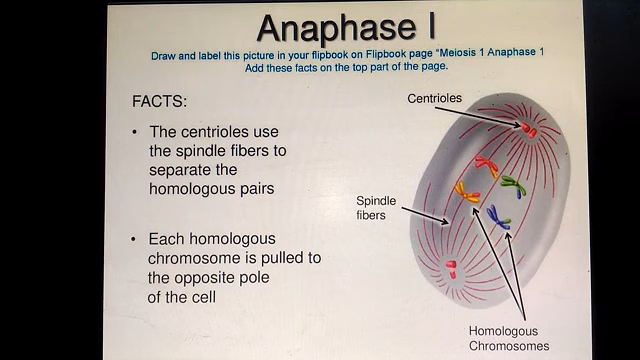 Anaphase I
Draw and label this picture in your flipbook on Flipbook page "Meiosis 1 Anaphase 1
Add these facts on the top part of the page.
FACTS:
• The centrioles use
the spindle fibers to
separate the
homologous pairs
• Each homologous
chromosome is pulled to
the opposite pole
of the cell
Centrioles
Spindle
fibers
Homologous
Chromosomes